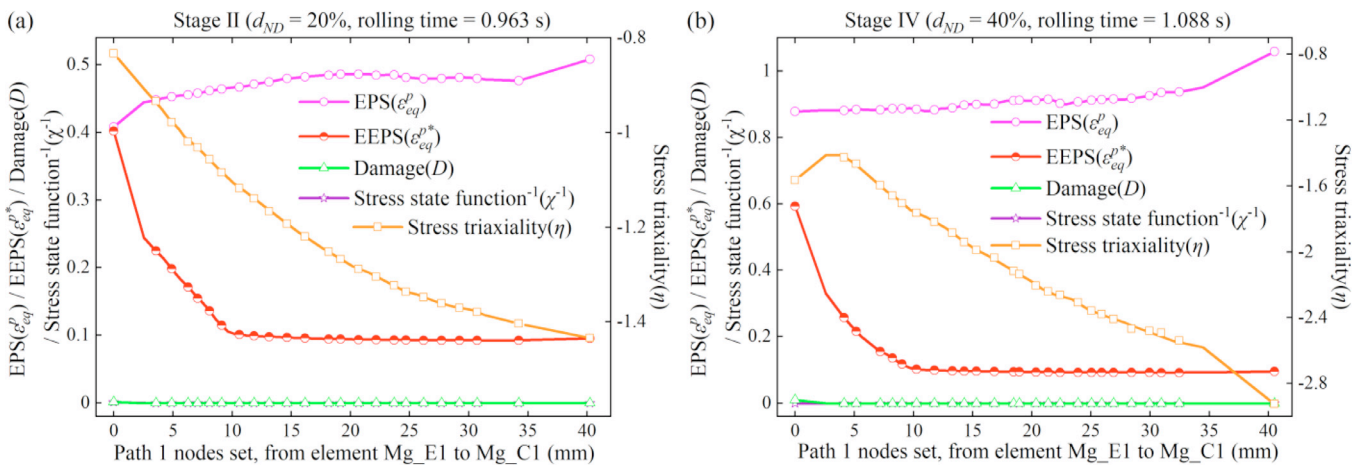 (a)
Stage II (d_ND = 20%, rolling time = 0.963 s)
EPS(ε_eq^p) / EEPS(ε_eq^p*) / Damage(D)
/ Stress state function⁻¹(χ⁻¹)
0.5
0.4
0.3
0.2
0.1
0
EPS(ε_eq^p)
EEPS(ε_eq^p*)
Damage(D)
Stress state function⁻¹(χ⁻¹)
Stress triaxiality(η)
-0.8
-1
-1.2
-1.4
Stress triaxiality(η)
0 5 10 15 20 25 30 35 40
Path 1 nodes set, from element Mg_E1 to Mg_C1 (mm)
(b)
Stage IV (d_ND = 40%, rolling time = 1.088 s)
EPS(ε_eq^p) / EEPS(ε_eq^p*) / Damage(D)
/ Stress state function⁻¹(χ⁻¹)
1
0.8
0.6
0.4
0.2
0
EPS(ε_eq^p)
EEPS(ε_eq^p*)
Damage(D)
Stress state function⁻¹(χ⁻¹)
Stress triaxiality(η)
-0.8
-1.2
-1.6
-2
-2.4
-2.8
Stress triaxiality(η)
0 5 10 15 20 25 30 35 40
Path 1 nodes set, from element Mg_E1 to Mg_C1 (mm)